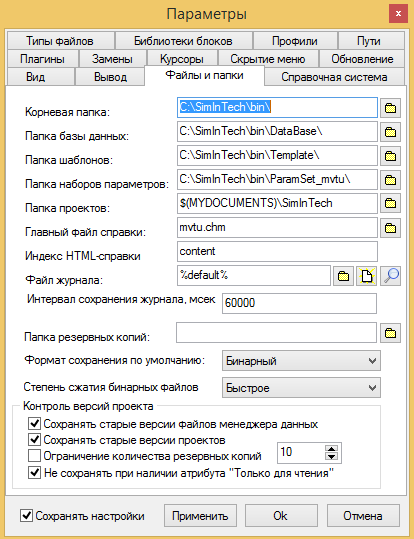 Параметры
Типы файлов Библиотеки блоков Профили Пути
Плагины Замены Курсоры Скрытие меню Обновление
Вид Вывод Файлы и папки Справочная система
Корневая папка: C:\SimInTech\bin\
Папка базы данных: C:\SimInTech\bin\DataBase\
Папка шаблонов: C:\SimInTech\bin\Template\
Папка наборов параметров: C:\SimInTech\bin\ParamSet_mvtu\
Папка проектов: $(MYDOCUMENTS)\SimInTech
Главный файл справки: mvtu.chm
Индекс HTML-справки content
Файл журнала: %default%
Интервал сохранения журнала, мсек 60000
Папка резервных копий:
Формат сохранения по умолчанию: Бинарный
Степень сжатия бинарных файлов Быстрое
Контроль версий проекта
Сохранять старые версии файлов менеджера данных
Сохранять старые версии проектов
Ограничение количества резервных копий 10
Не сохранять при наличии атрибута "Только для чтения"
Сохранять настройки Применить Ok Отмена